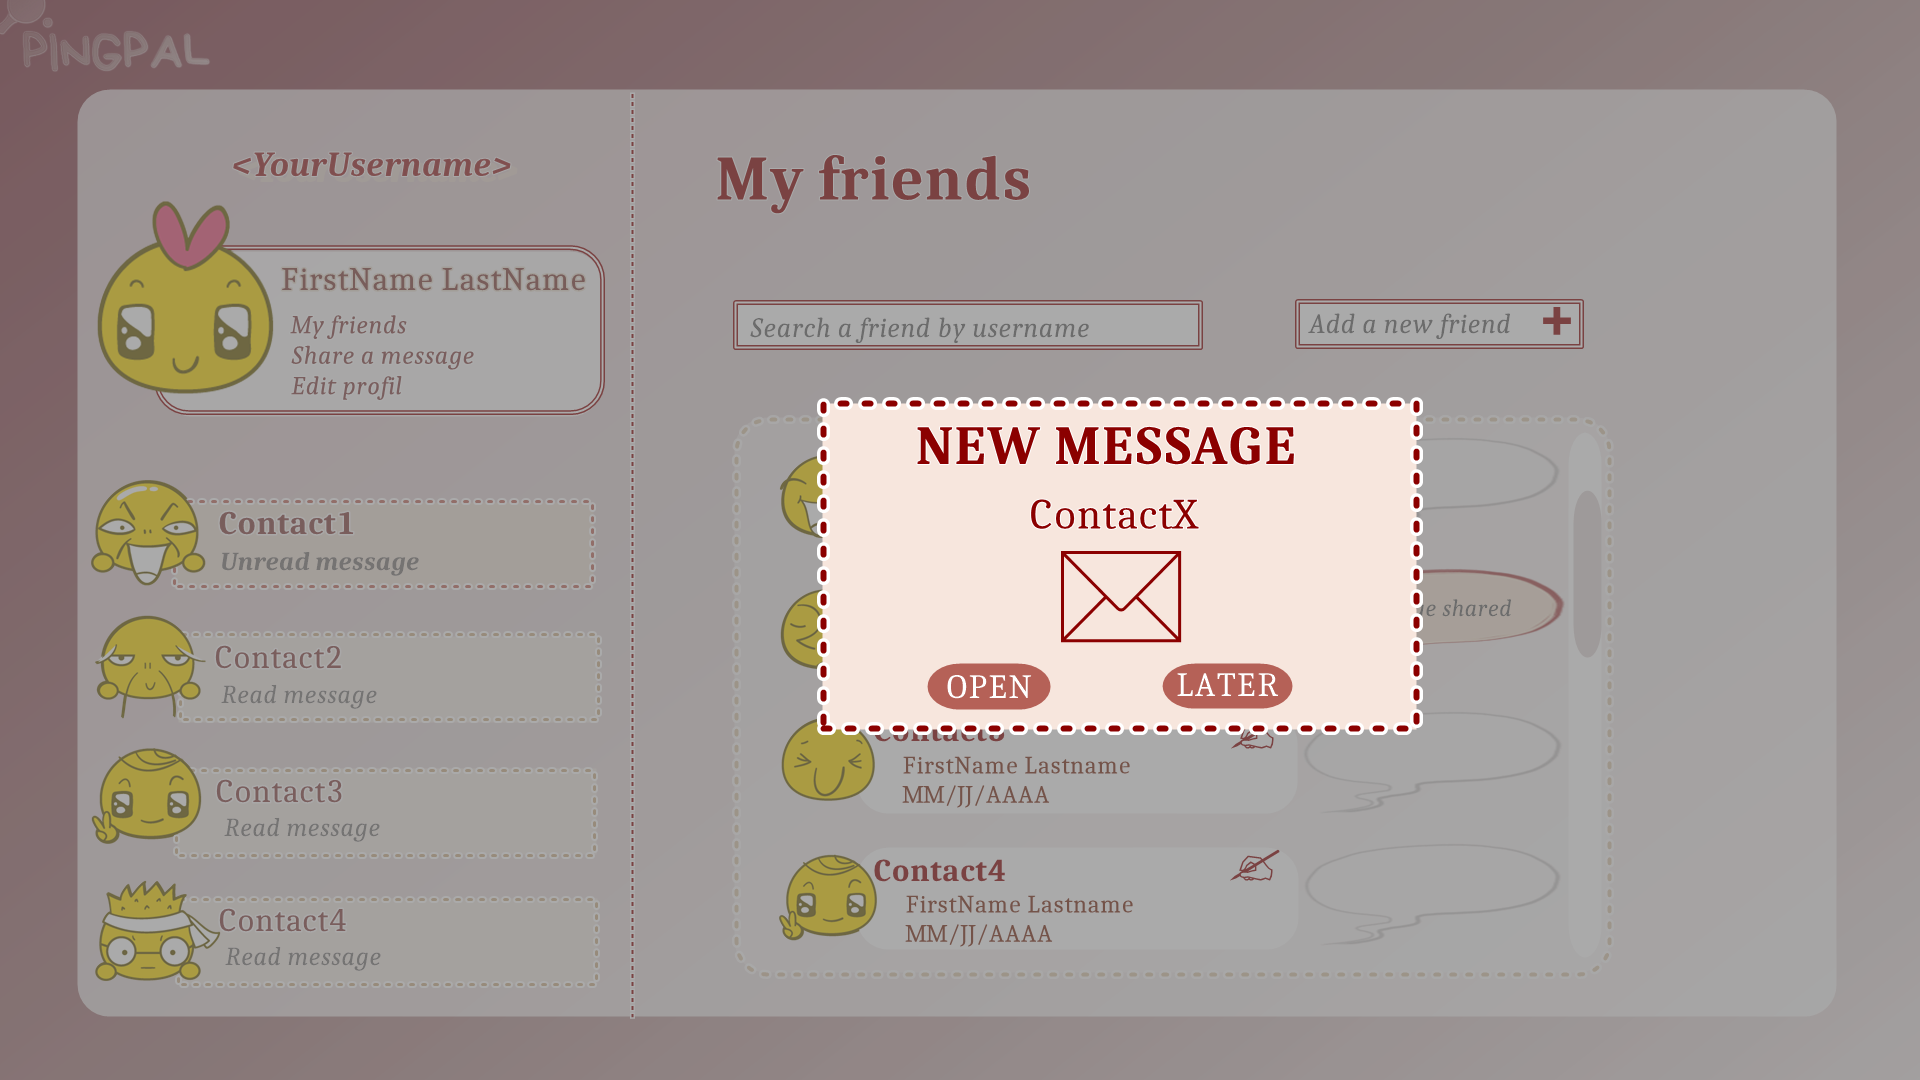 PINGPAL
<YourUsername>
FirstName LastName
My friends
Share a message
Edit profil
Contact1
Unread message
Contact2
Read message
Contact3
Read message
Contact4
Read message
My friends
Search a friend by username
Add a new friend
NEW MESSAGE
ContactX
OPEN
LATER
shared
FirstName Lastname
MM/JJ/AAAA
Contact4
FirstName Lastname
MM/JJ/AAAA